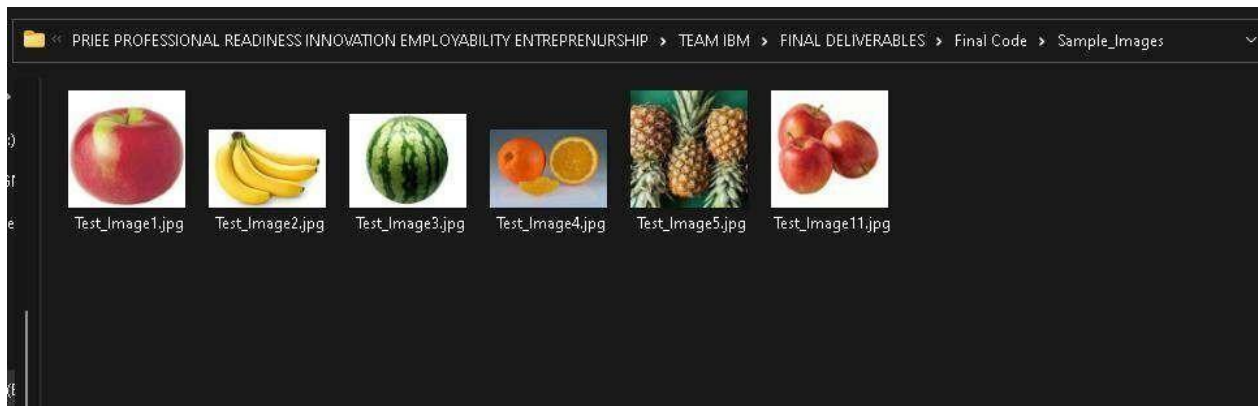 « PRIEE PROFESSIONAL READINESS INNOVATION EMPLOYABILITY ENTREPRENURSHIP > TEAM IBM > FINAL DELIVERABLES > Final Code > Sample_Images
Test_Image1.jpg Test_Image2.jpg Test_Image3.jpg Test_Image4.jpg Test_Image5.jpg Test_Image11.jpg